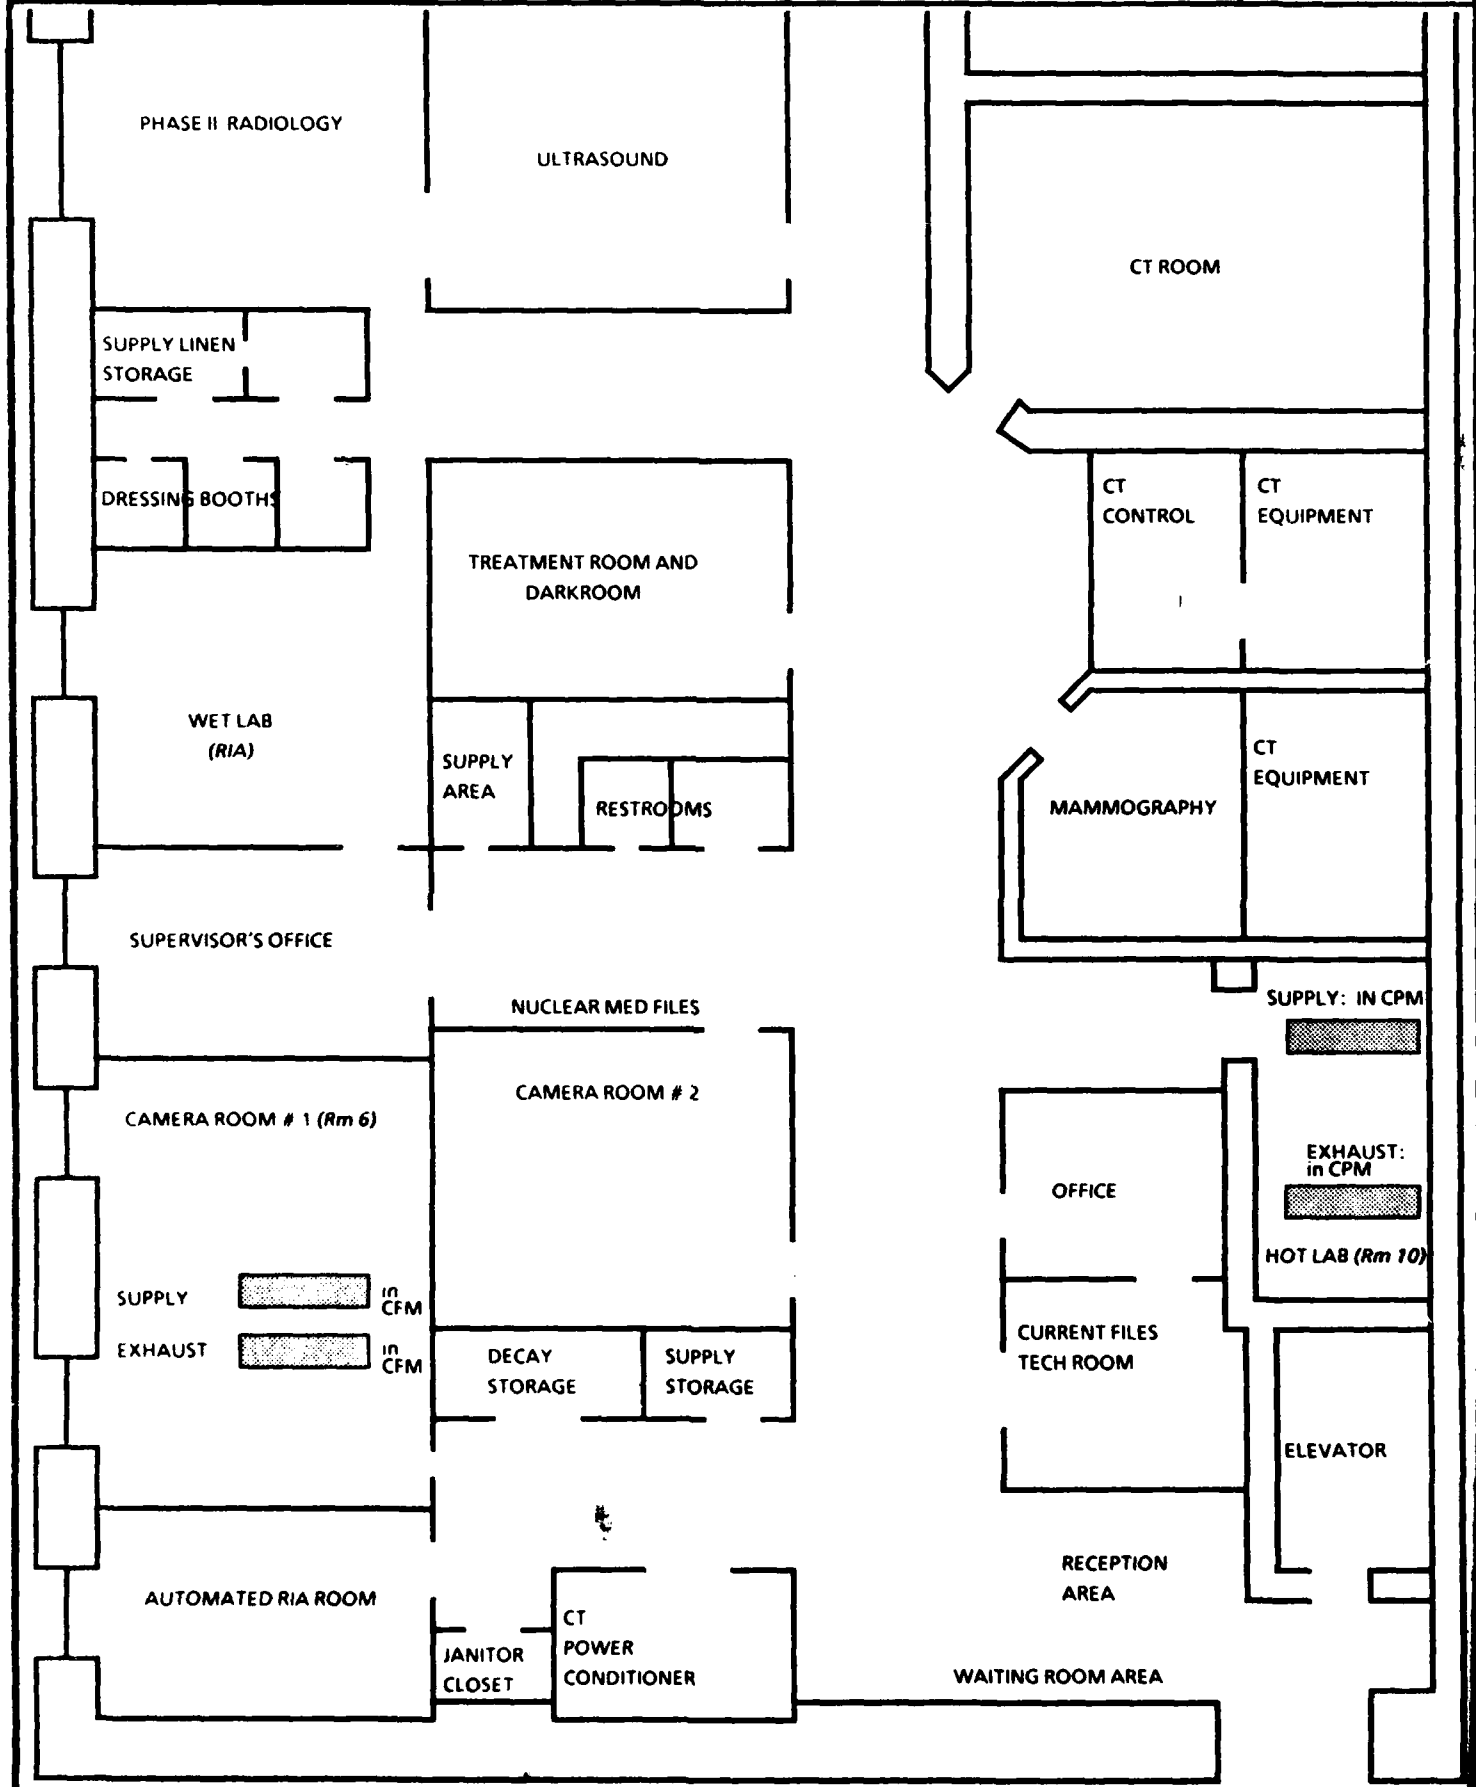 PHASE II RADIOLOGY
ULTRASOUND
CT ROOM
SUPPLY LINEN
STORAGE
DRESSING BOOTHS
TREATMENT ROOM AND
DARKROOM
CT
CONTROL
CT
EQUIPMENT
WET LAB
(RIA)
SUPPLY
AREA
RESTROOMS
MAMMOGRAPHY
CT
EQUIPMENT
SUPERVISOR'S OFFICE
NUCLEAR MED FILES
SUPPLY: IN CPM
CAMERA ROOM # 1 (Rm 6)
CAMERA ROOM # 2
OFFICE
EXHAUST:
in CPM
HOT LAB (Rm 10)
SUPPLY
in
CFM
EXHAUST
in
CFM
DECAY
STORAGE
SUPPLY
STORAGE
CURRENT FILES
TECH ROOM
ELEVATOR
AUTOMATED RIA ROOM
JANITOR
CLOSET
CT
POWER
CONDITIONER
RECEPTION
AREA
WAITING ROOM AREA